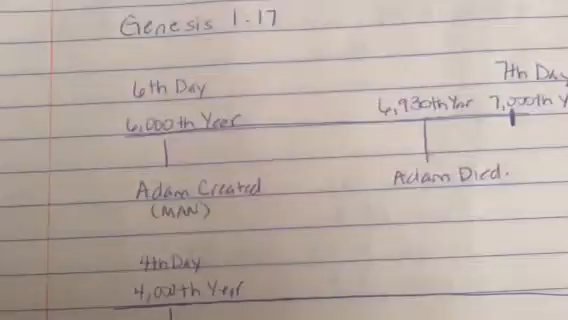 Genesis 1.17
6th Day
7th Day
6,000th Year
6,930th Year
7,000th Y
Adam Created
(MAN)
Adam Died.
4th Day
4,000th Year